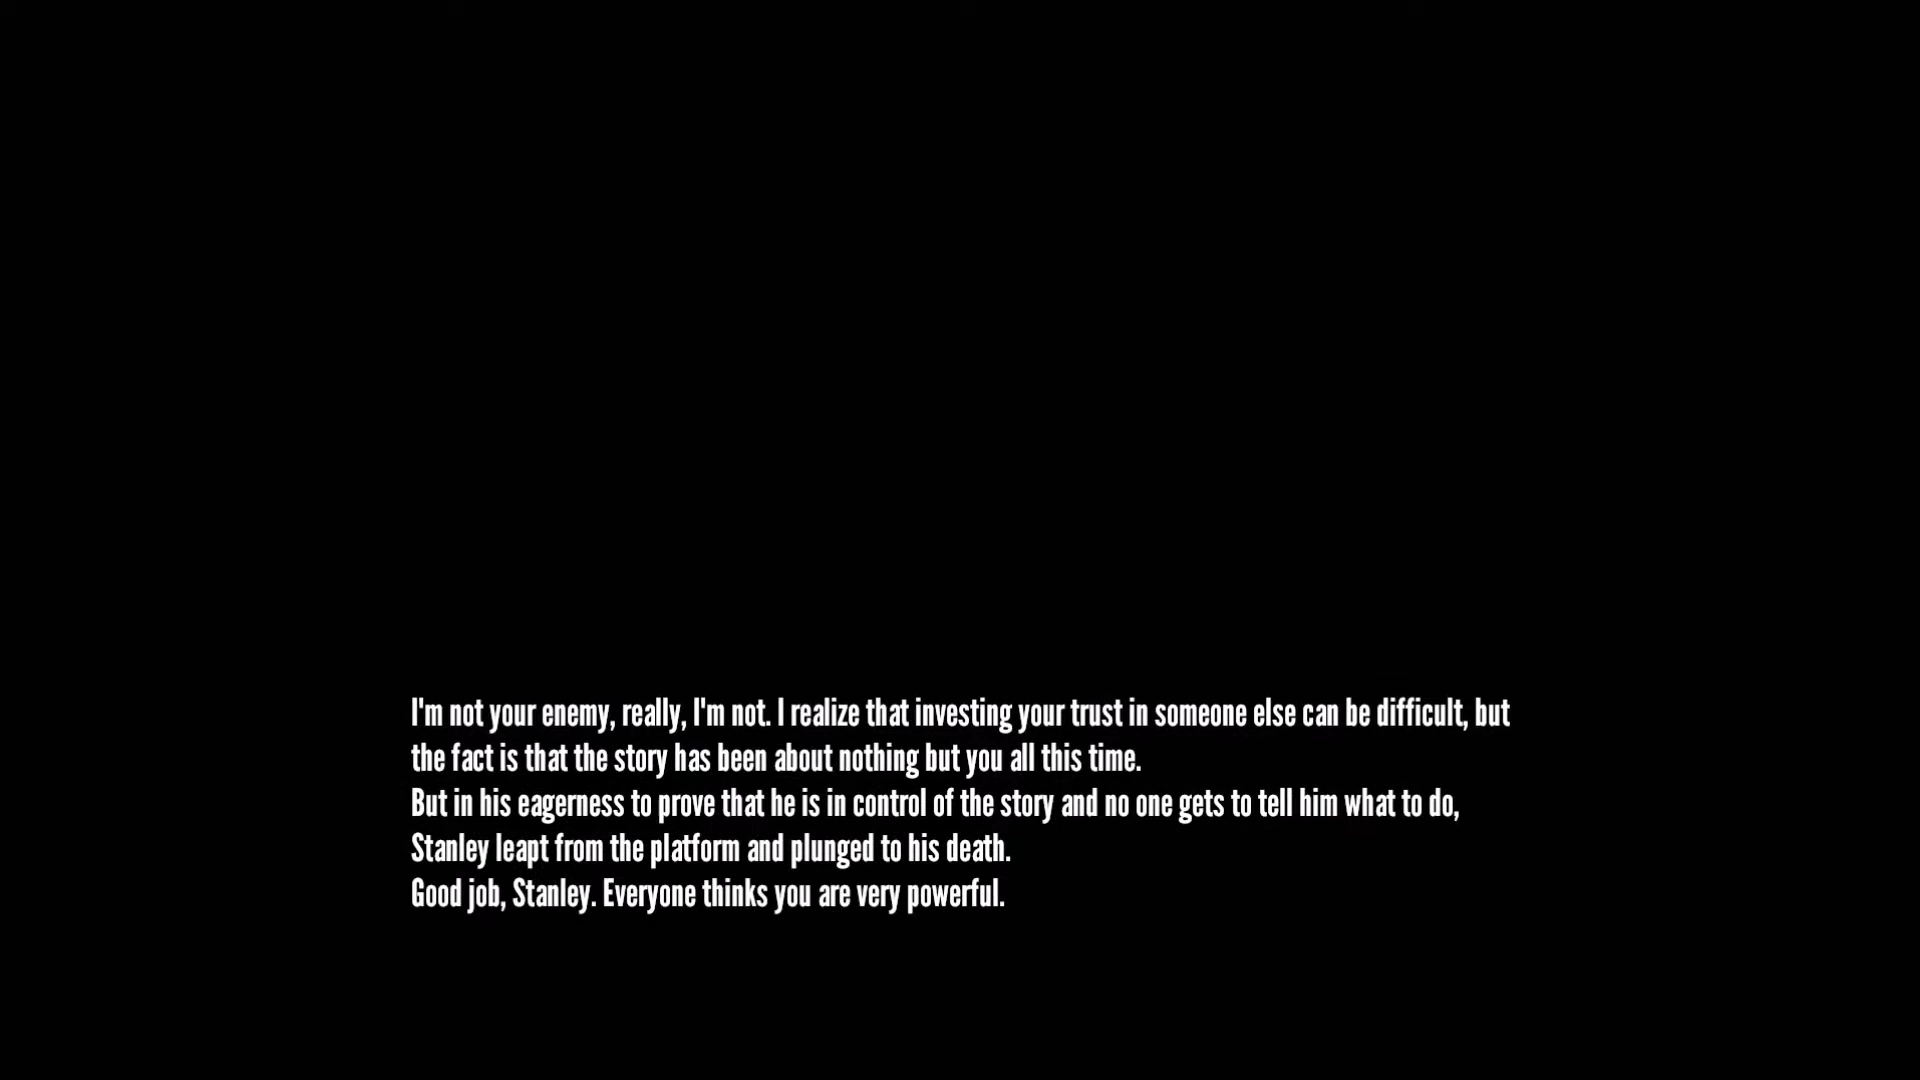 I'm not your enemy, really, I'm not. I realize that investing your trust in someone else can be difficult, but
the fact is that the story has been about nothing but you all this time.
But in his eagerness to prove that he is in control of the story and no one gets to tell him what to do,
Stanley leapt from the platform and plunged to his death.
Good job, Stanley. Everyone thinks you are very powerful.